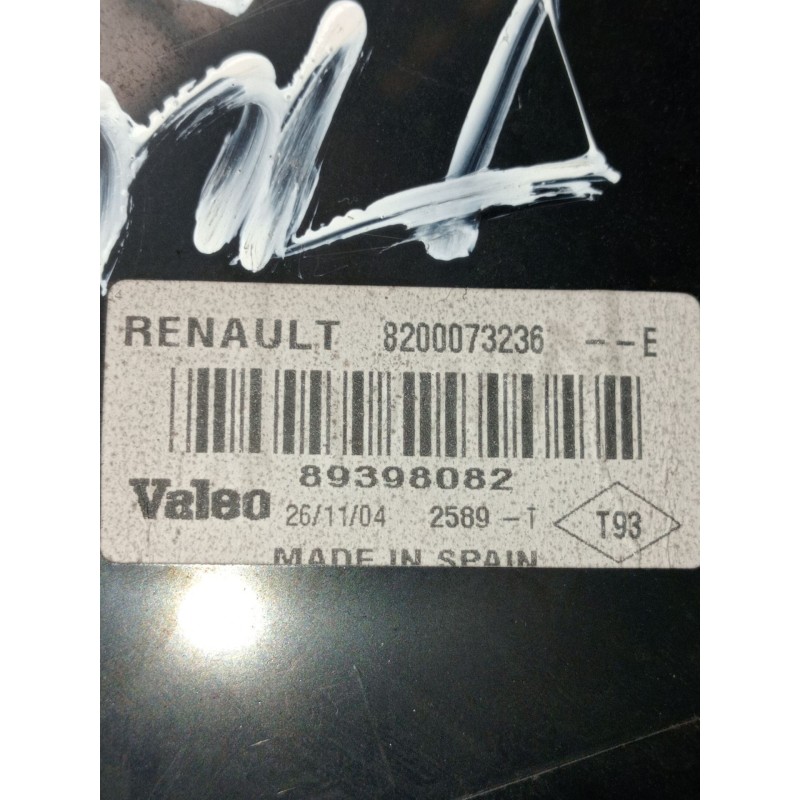 RENAULT 8200073236 --E
89398082
Valeo 26/11/04 2589 -T T93
MADE IN SPAIN